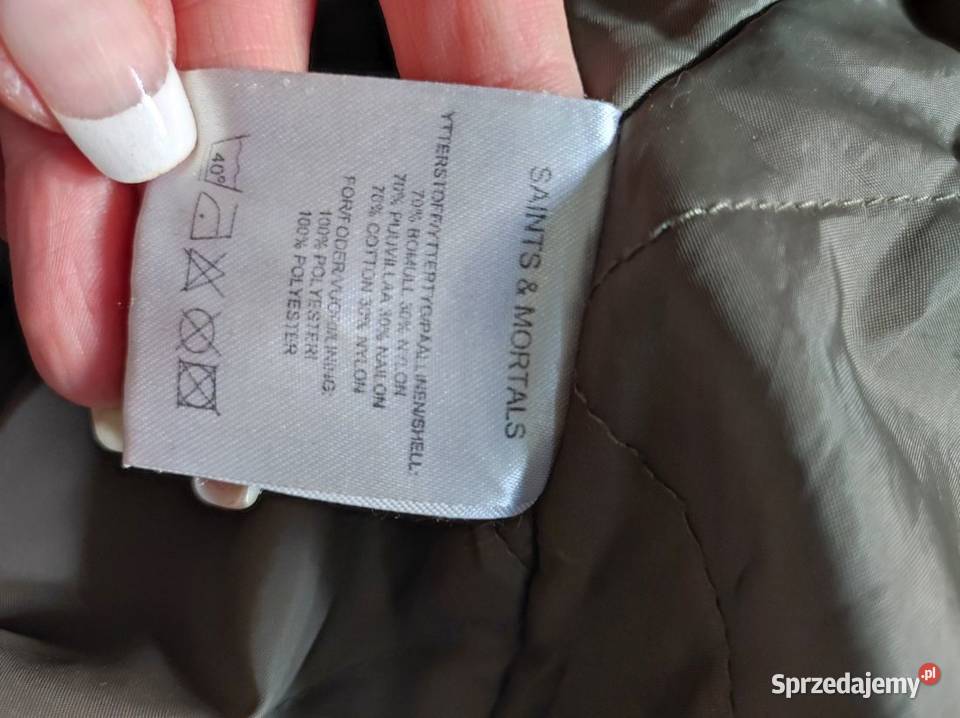 SAINTS & MORTALS
YTTERSTOFF/YTTERTYG/PÄÄLLINEN/SHELL:
70% BOMULL 30% NYLON
70% PUUVILLAA 30% NAILON
70% COTTON 30% NYLON
FOR/FODER/VUORI/LINING:
100% POLYESTERI
100% POLYESTER
40°
Sprzedajemy.pl